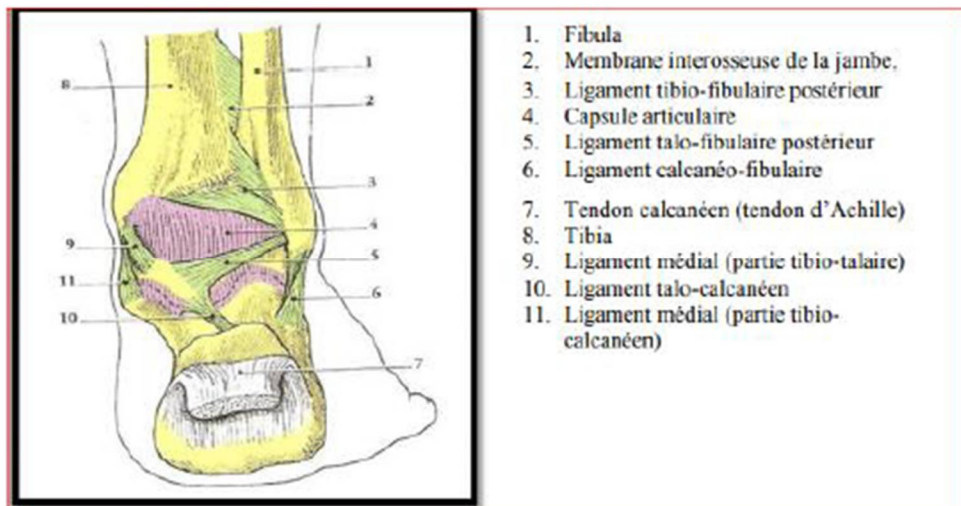 1
8
2
3
4
9
5
11
6
10
7
1. Fibula
2. Membrane interosseuse de la jambe.
3. Ligament tibio-fibulaire postérieur
4. Capsule articulaire
5. Ligament talo-fibulaire postérieur
6. Ligament calcanéo-fibulaire
7. Tendon calcanéen (tendon d'Achille)
8. Tibia
9. Ligament médial (partie tibio-talaire)
10. Ligament talo-calcanéen
11. Ligament médial (partie tibio-
calcanéen)